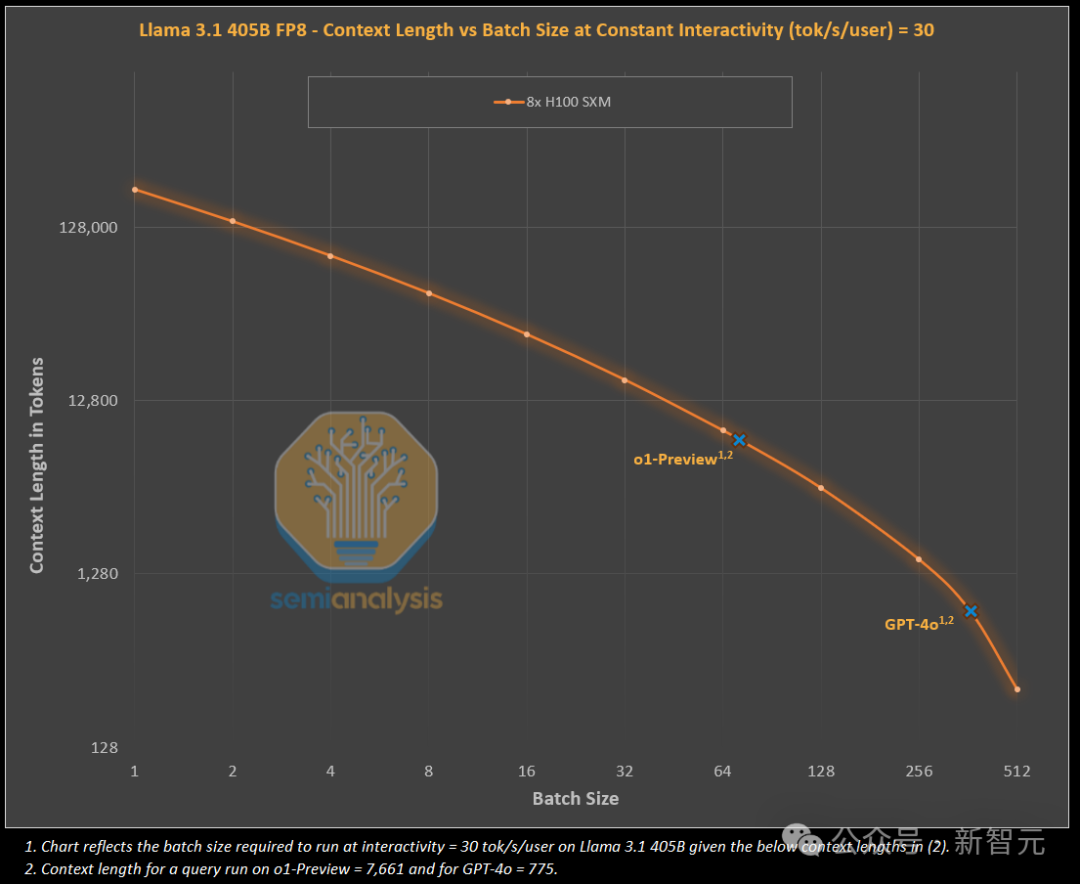 Llama 3.1 405B FP8 - Context Length vs Batch Size at Constant Interactivity (tok/s/user) = 30
8x H100 SXM
128,000
12,800
1,280
128
Context Length in Tokens
o1-Preview1,2
GPT-4o1,2
semianalysis
1 2 4 8 16 32 64 128 256 512
Batch Size
1. Chart reflects the batch size required to run at interactivity = 30 tok/s/user on Llama 3.1 405B given the below context lengths in (2).
2. Context length for a query run on o1-Preview = 7,661 and for GPT-4o = 775.
公众号 · 新智元